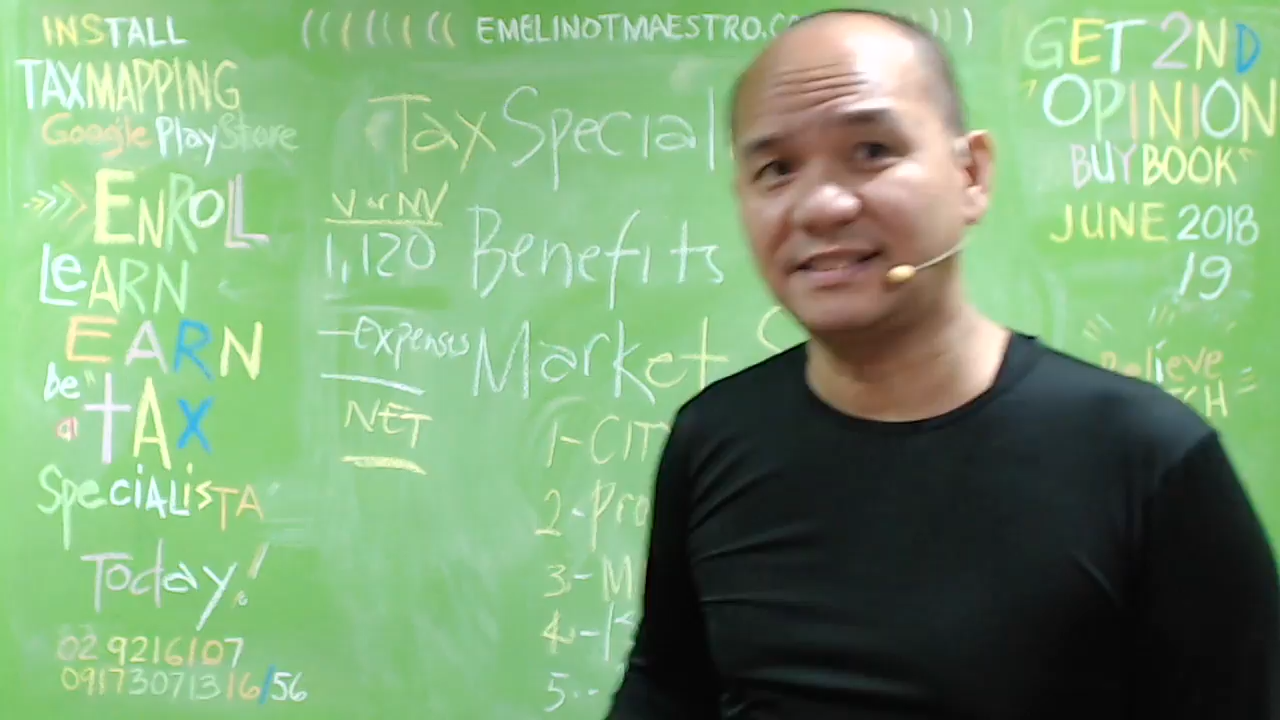 INSTALL
TAXMAPPING
Google Play Store
>>> ENROLL
LeARN
EARN
be
a TAX
SpeCIALiSTA
Today!
02 9216107
09173071316/56
(((((( EMELINOTMAESTRO.C
Tax Special
V or NV
1,120
Benefits
- Expenses
Market S
NET
1-CIT
2-Pro
3-M
4-
5-
GET 2ND
OPINION
BUY BOOK
JUNE 2018
19
Believe